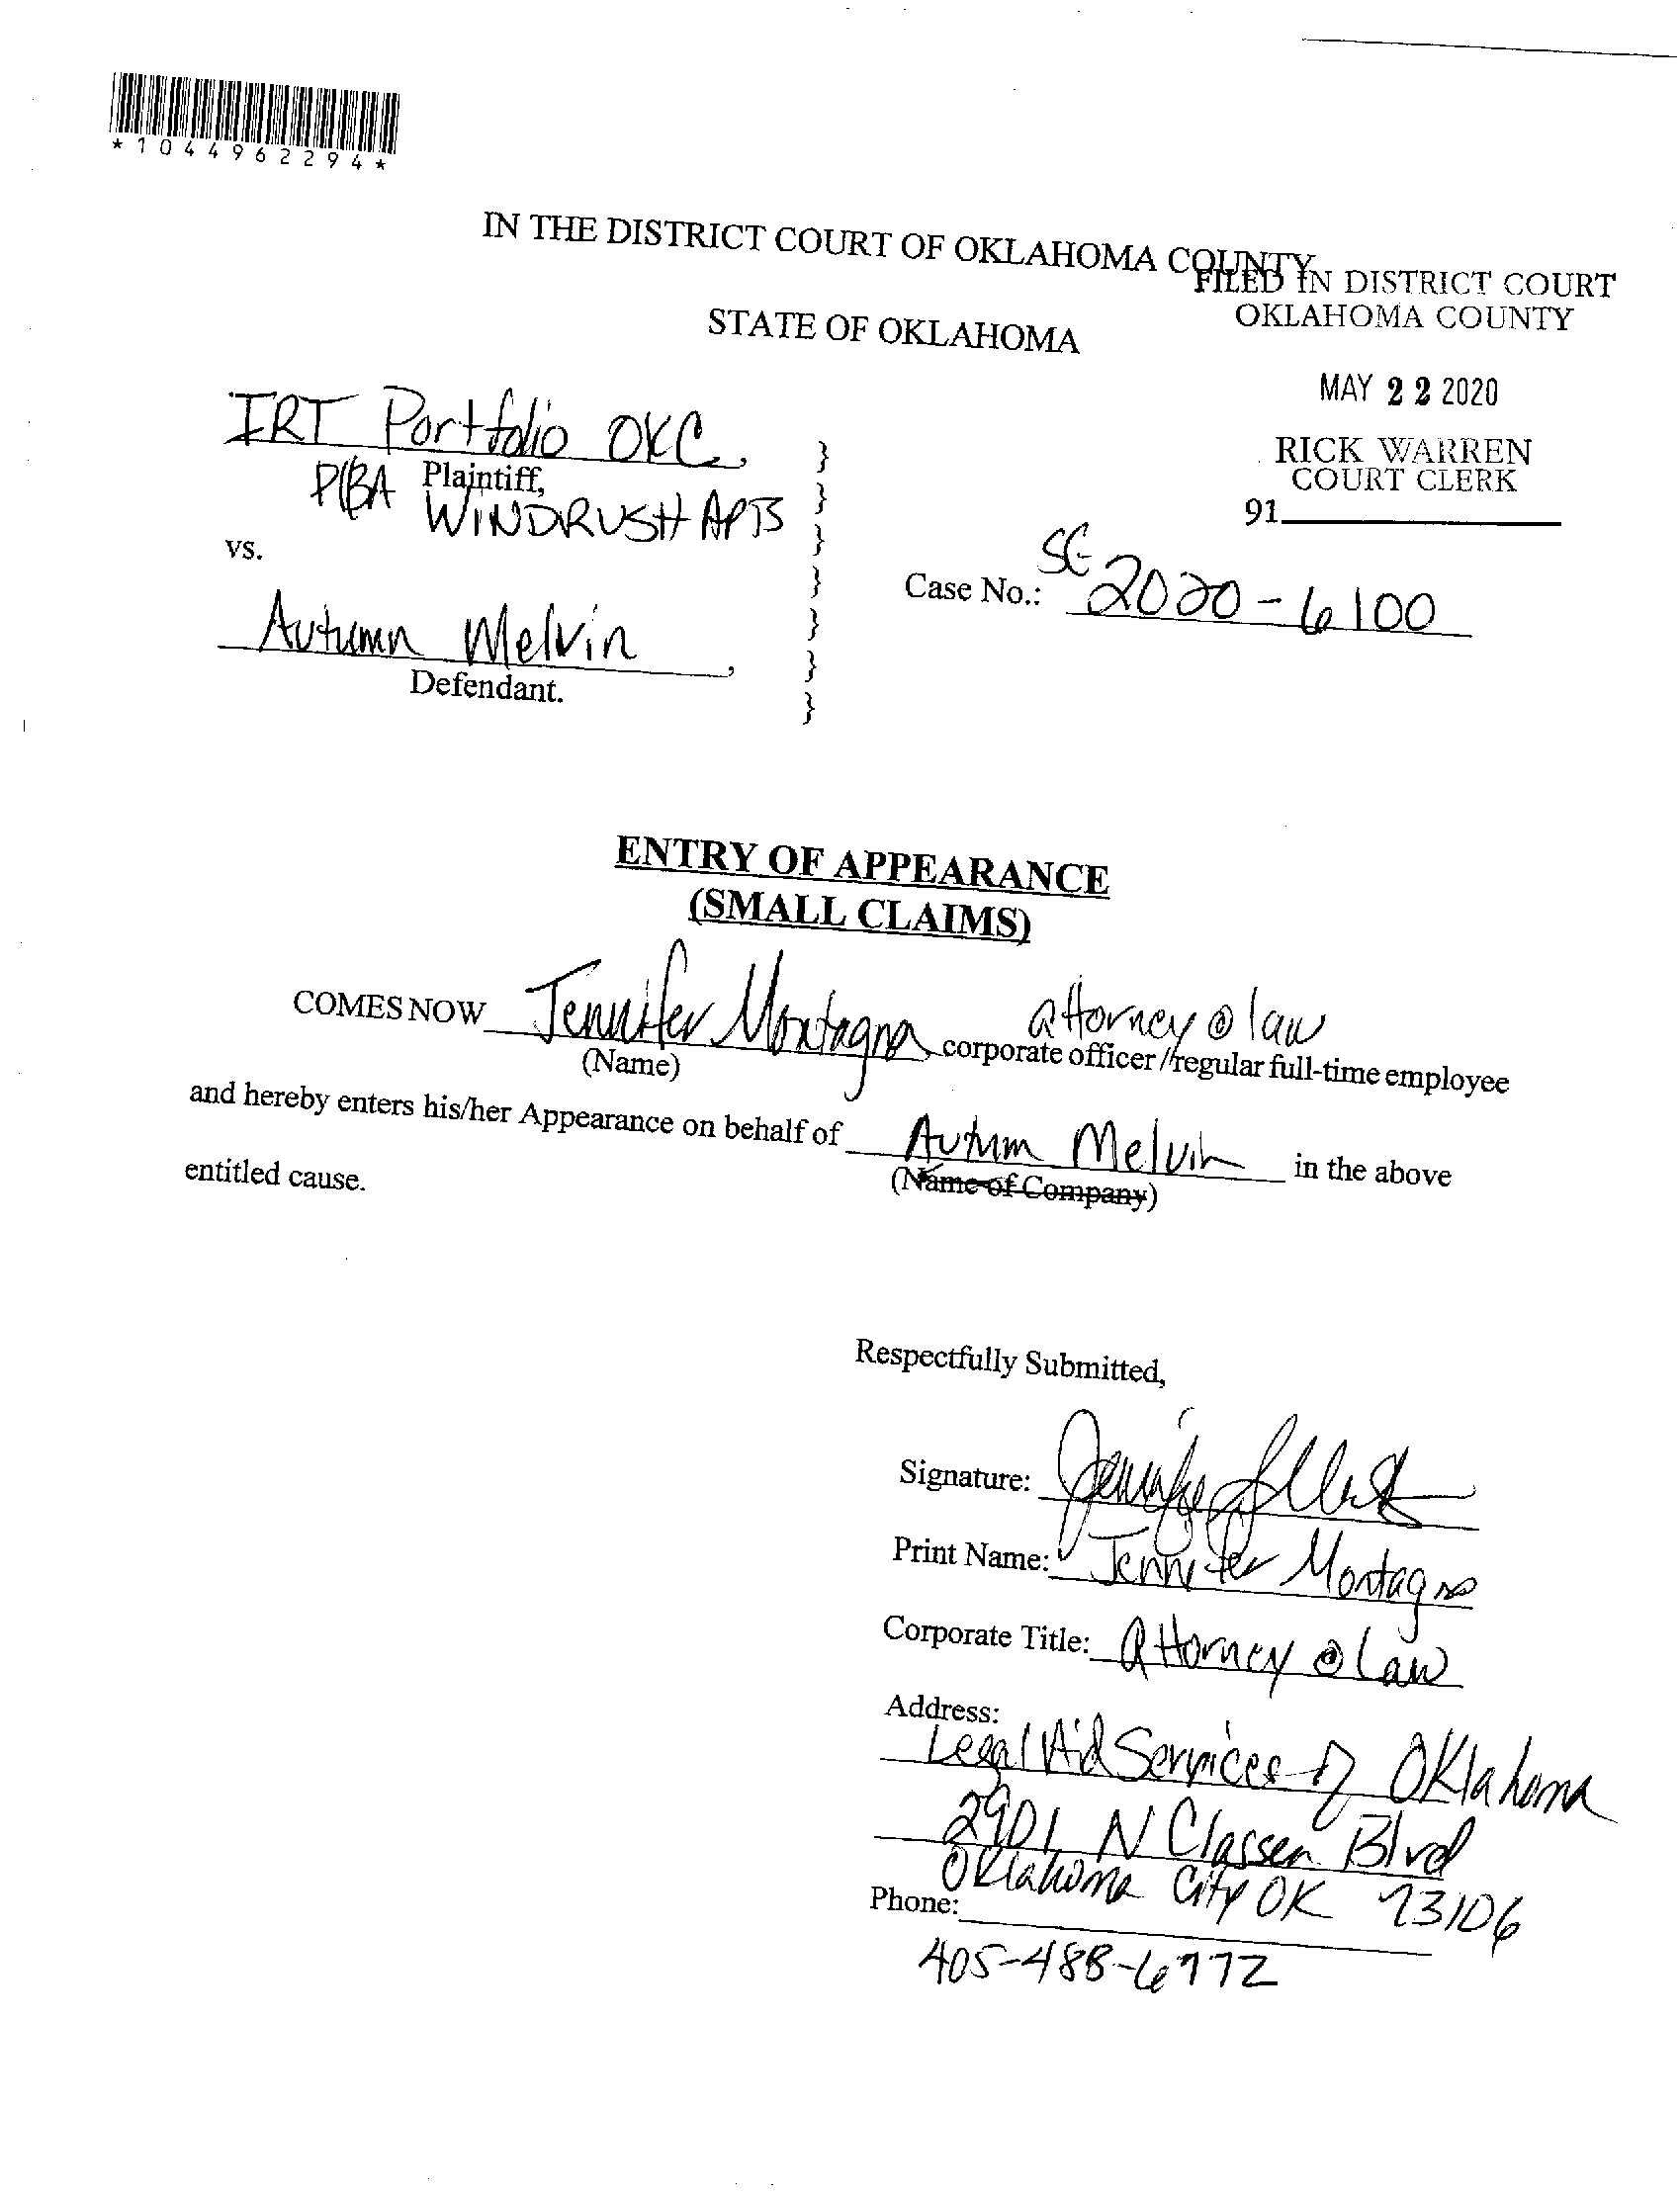 *1044962294*
IN THE DISTRICT COURT OF OKLAHOMA COUNTY
FILED IN DISTRICT COURT
OKLAHOMA COUNTY
STATE OF OKLAHOMA
MAY 22 2020
RICK WARREN
COURT CLERK
91
IRT Portfolio OKC,
Plaintiff,
DBA WINDRUSH APTS
vs.
Case No.: SC 2020-6100
Autumn Melvin,
Defendant.
ENTRY OF APPEARANCE
(SMALL CLAIMS)
attorney @ law
COMES NOW Jennifer Montagna, corporate officer / regular full-time employee
(Name)
and hereby enters his/her Appearance on behalf of Autum Melvin in the above
(Name of Company)
entitled cause.
Respectfully Submitted,
Signature:
Print Name: Jennifer Montagna
Corporate Title: Attorney @ Law
Address:
Legal Aid Services of Oklahoma
2901 N Classen Blvd
Oklahoma City OK 73106
Phone:
405-488-6772